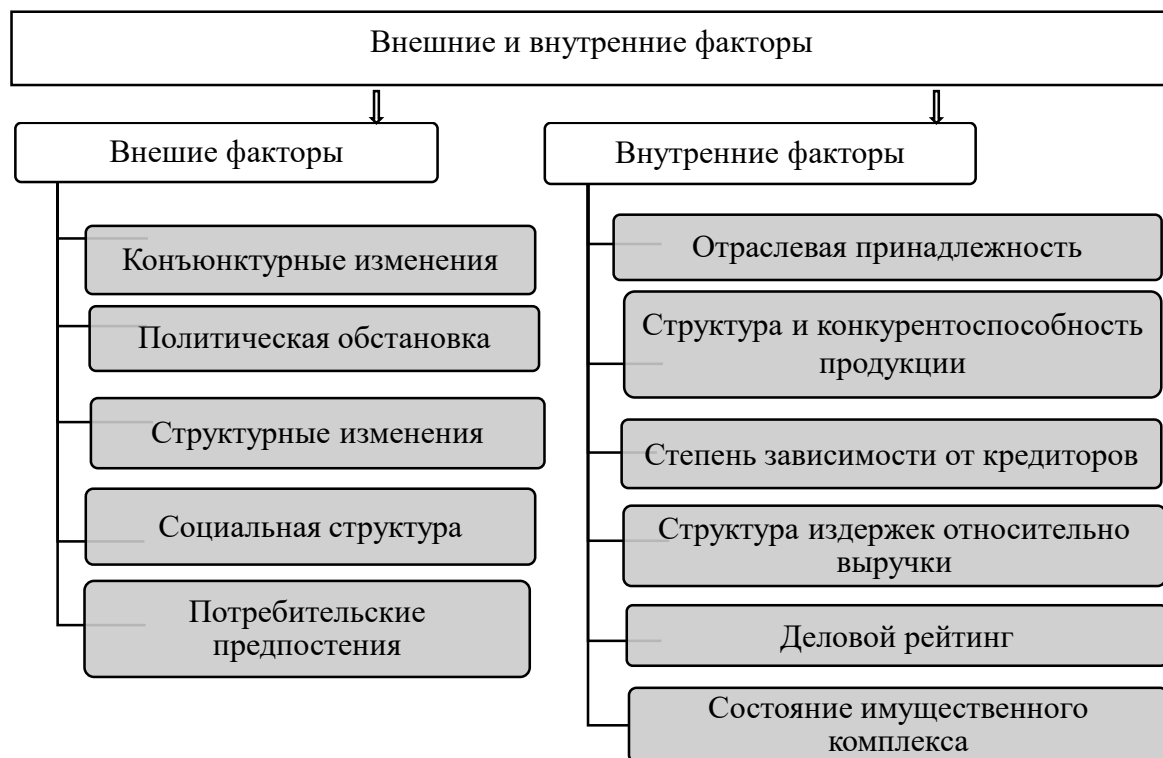 Внешние и внутренние факторы
Внешие факторы
Конъюнктурные изменения
Политическая обстановка
Структурные изменения
Социальная структура
Потребительские
предпостения
Внутренние факторы
Отраслевая принадлежность
Структура и конкурентоспособность
продукции
Степень зависимости от кредиторов
Структура издержек относительно
выручки
Деловой рейтинг
Состояние имущественного
комплекса